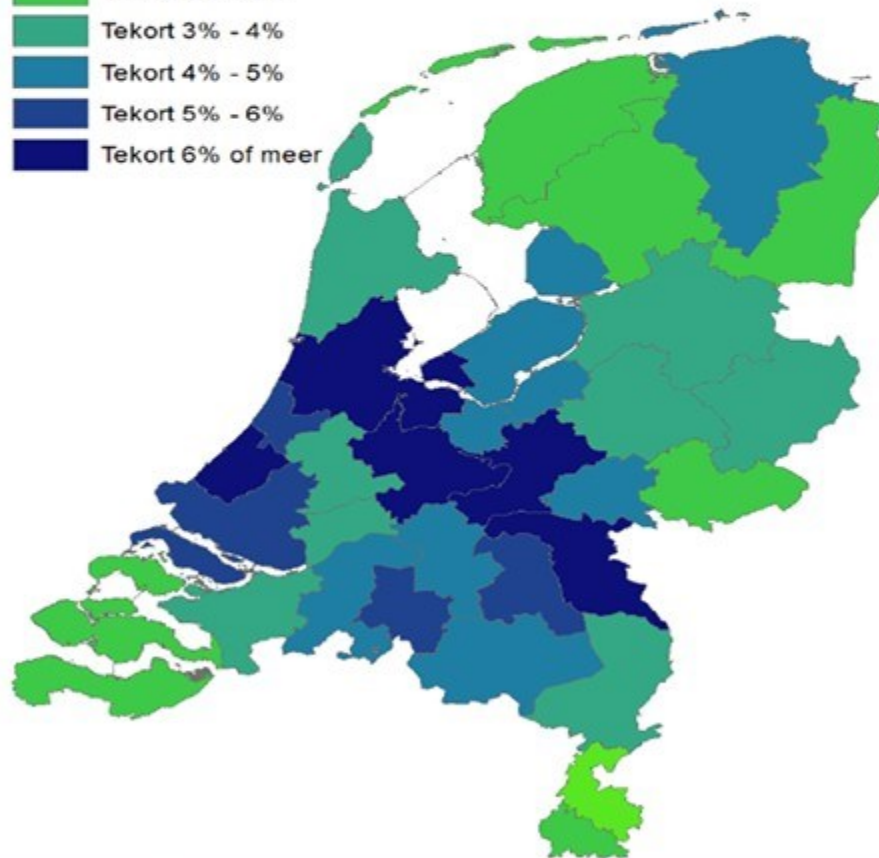 Tekort 3% - 4%
Tekort 4% - 5%
Tekort 5% - 6%
Tekort 6% of meer